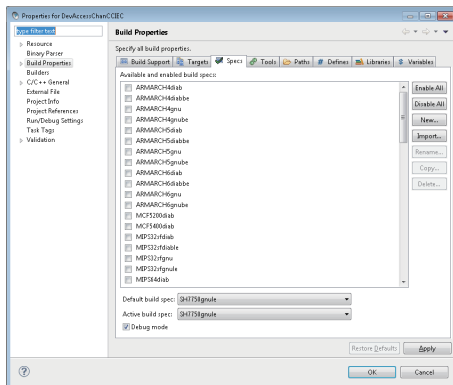 Properties for DevAccessChanCCIEC
type filter text
Resource
Binary Parser
Build Properties
Builders
C/C++ General
External File
Project Info
Project References
Run/Debug Settings
Task Tags
Validation
Build Properties
Specify all build properties.
Build Support Targets Specs Tools Paths # Defines Libraries $ Variables
Available and enabled build specs:
ARMARCH4diab
ARMARCH4diabbe
ARMARCH4gnu
ARMARCH4gnube
ARMARCH5diab
ARMARCH5diabbe
ARMARCH5gnu
ARMARCH5gnube
ARMARCH6diab
ARMARCH6diabbe
ARMARCH6gnu
ARMARCH6gnube
MCF5200diab
MCF5400diab
MIPS32sfdiab
MIPS32sfdiable
MIPS32sfgnu
MIPS32sfgnule
MIPS64diab
Enable All
Disable All
New...
Import...
Rename...
Copy...
Delete...
Default build spec: SH7750gnule
Active build spec: SH7750gnule
Debug mode
Restore Defaults
Apply
?
OK
Cancel